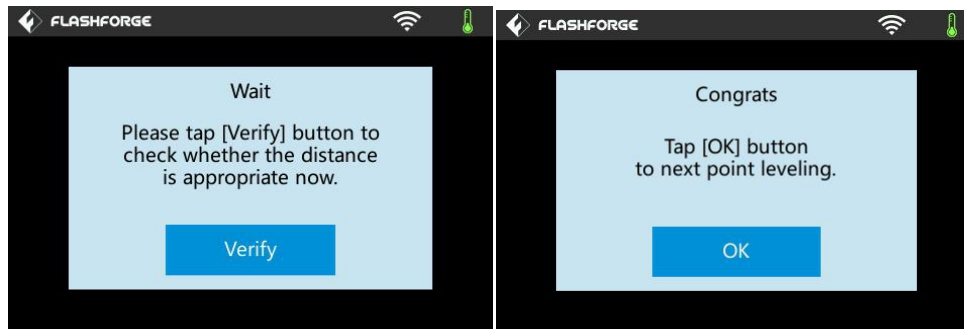 FLASHFORGE
Wait
Please tap [Verify] button to
check whether the distance
is appropriate now.
Verify
FLASHFORGE
Congrats
Tap [OK] button
to next point leveling.
OK